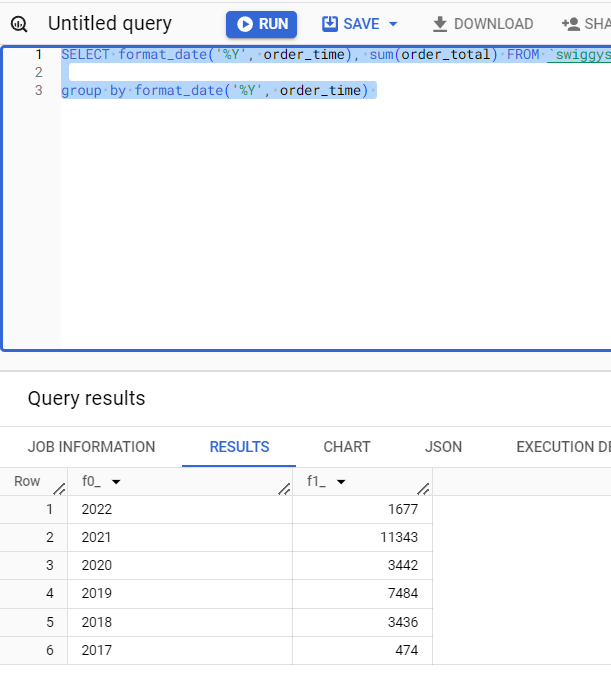 Untitled query RUN SAVE DOWNLOAD SHA
1 SELECT format_date('%Y', order_time), sum(order_total) FROM `swiggys
2
3 group by format_date('%Y', order_time)
Query results
JOB INFORMATION RESULTS CHART JSON EXECUTION DE
Row f0_ f1_
1 2022 1677
2 2021 11343
3 2020 3442
4 2019 7484
5 2018 3436
6 2017 474